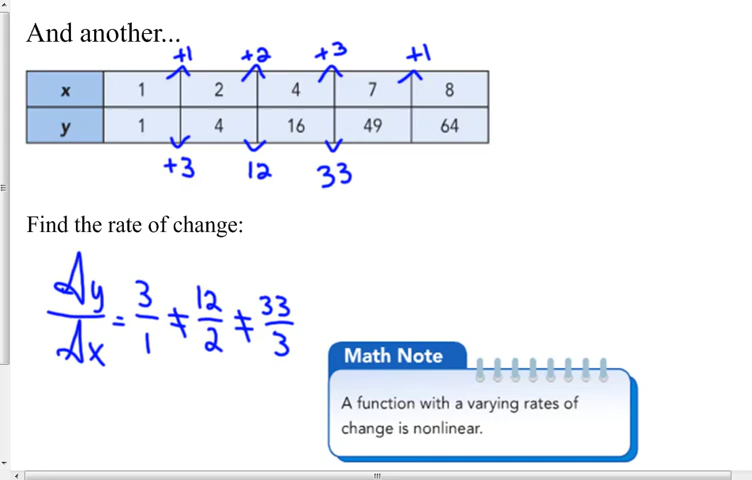 And another...
+1 +2 +3 +1
x 1 2 4 7 8
y 1 4 16 49 64
+3 12 33
Find the rate of change:
Δy/Δx = 3/1 ≠ 12/2 ≠ 33/3
Math Note
A function with a varying rates of
change is nonlinear.